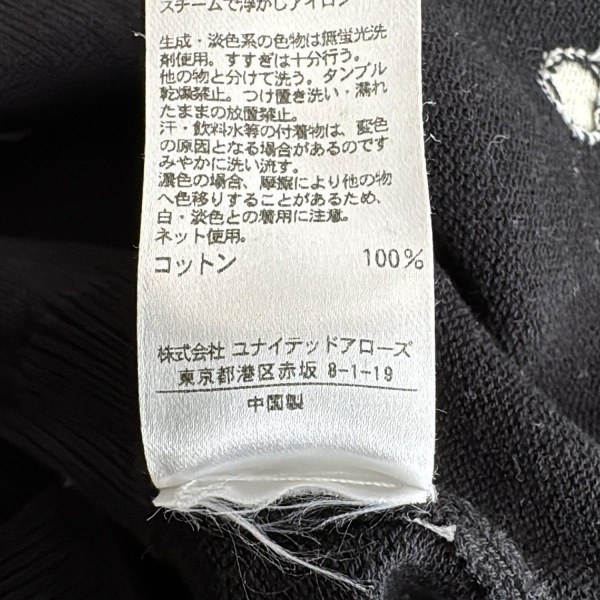 スチームで浮かしアイロン
生成・淡色系の色物は無蛍光洗
剤使用。すすぎは十分行う。
他の物と分けて洗う。タンブル
乾燥禁止。つけ置き洗い・濡れ
たままの放置禁止。
汗・飲料水等の付着物は、変色
の原因となる場合があるのです
みやかに洗い流す。
濃色の場合、摩擦により他の物
へ色移りすることがあるため、
白・淡色との着用に注意。
ネット使用。
コットン 100%
株式会社 ユナイテッドアローズ
東京都港区赤坂 8-1-19
中国製